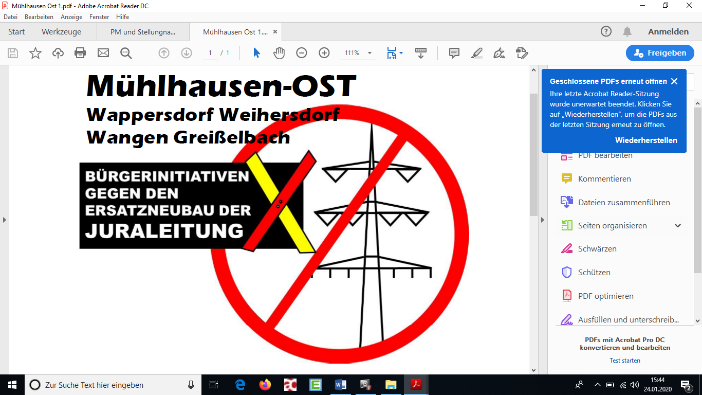 Mühlhausen Ost 1.pdf - Adobe Acrobat Reader DC
Datei Bearbeiten Anzeige Fenster Hilfe
Start Werkzeuge PM und Stellungna... Mühlhausen Ost 1.... × Anmelden
1 / 1 111% Freigeben
Mühlhausen-OST
Wappersdorf Weihersdorf
Wangen Greißelbach
BÜRGERINITIATIVEN
GEGEN DEN
ERSATZNEUBAU DER
JURALEITUNG
Geschlossene PDFs erneut öffnen
Ihre letzte Acrobat Reader-Sitzung
wurde unerwartet beendet. Klicken Sie
auf „Wiederherstellen", um die PDFs aus
der letzten Sitzung erneut zu öffnen.
Wiederherstellen
PDF bearbeiten
Kommentieren
Dateien zusammenführen
Seiten organisieren
Schwärzen
Schützen
PDF optimieren
Ausfüllen und unterschreib...
PDFs mit Acrobat Pro DC
konvertieren und bearbeiten
Test starten
Zur Suche Text hier eingeben
15:44
24.01.2020